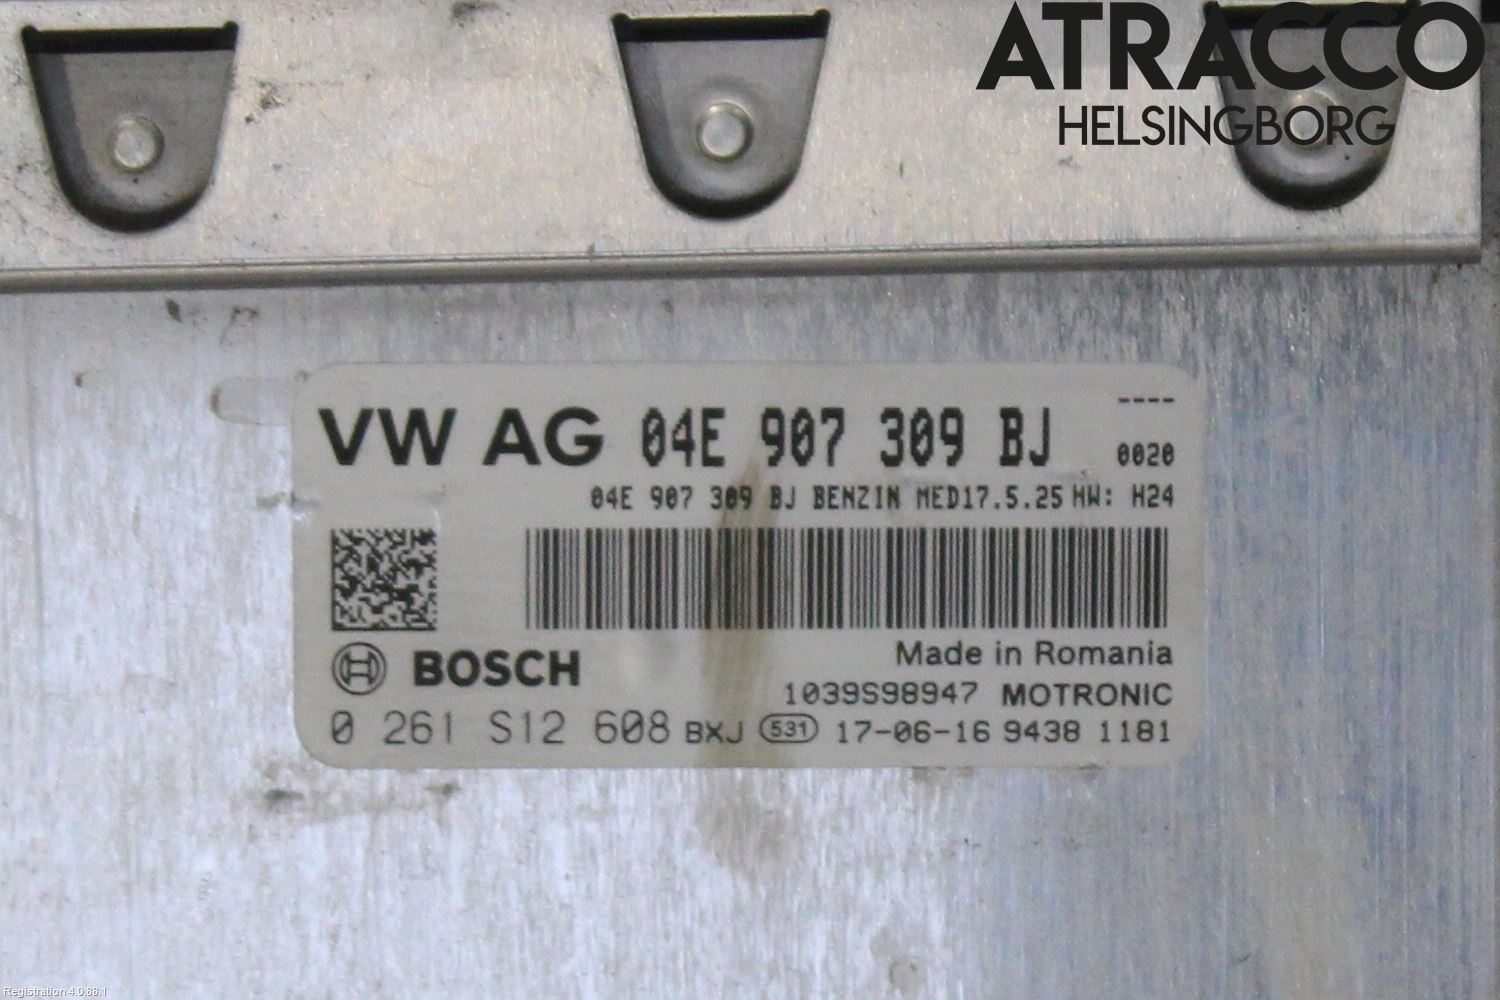 ATRACCO
HELSINGBORG
VW AG 04E 907 309 BJ ----
0020
04E 907 309 BJ BENZIN MED17.5.25 HW: H24
BOSCH
Made in Romania
1039S98947 MOTRONIC
0 261 S12 608 BXJ 531 17-06-16 9438 1181
Registration 4.0.88.1